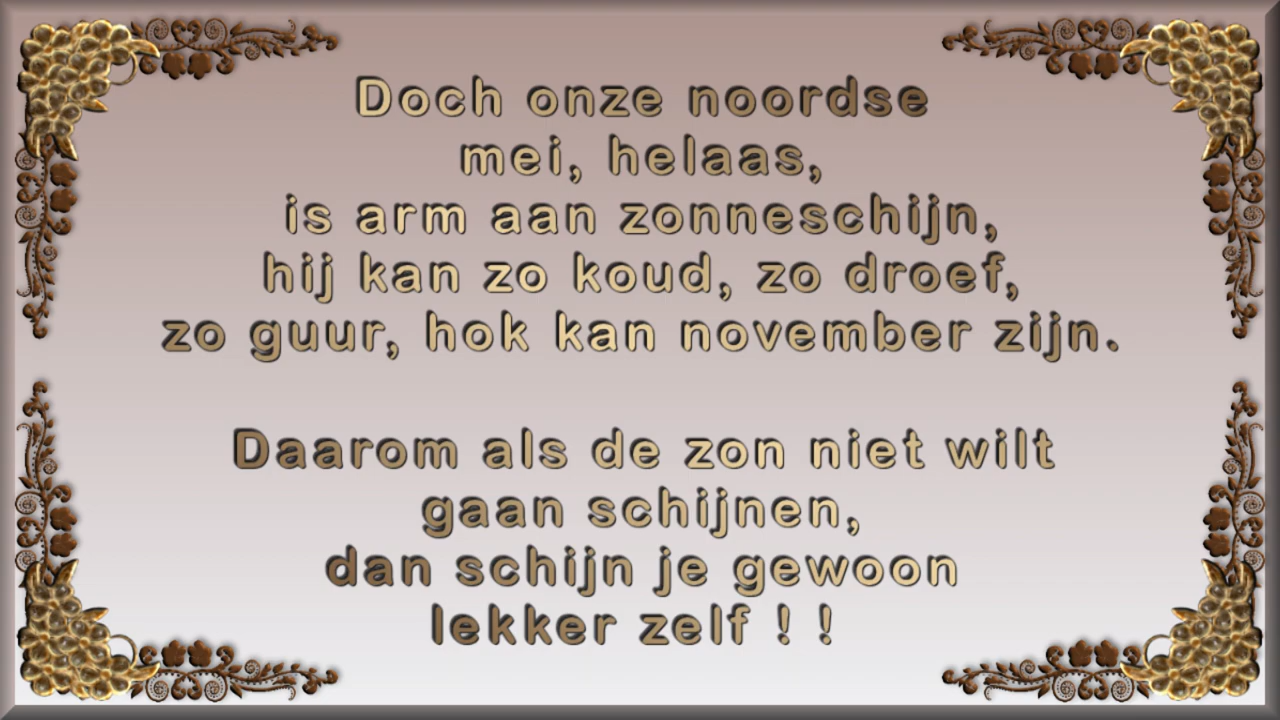 Doch onze noordse
mei, helaas,
is arm aan zonneschijn,
hij kan zo koud, zo droef,
zo guur, hok kan november zijn.
Daarom als de zon niet wilt
gaan schijnen,
dan schijn je gewoon
lekker zelf ! !